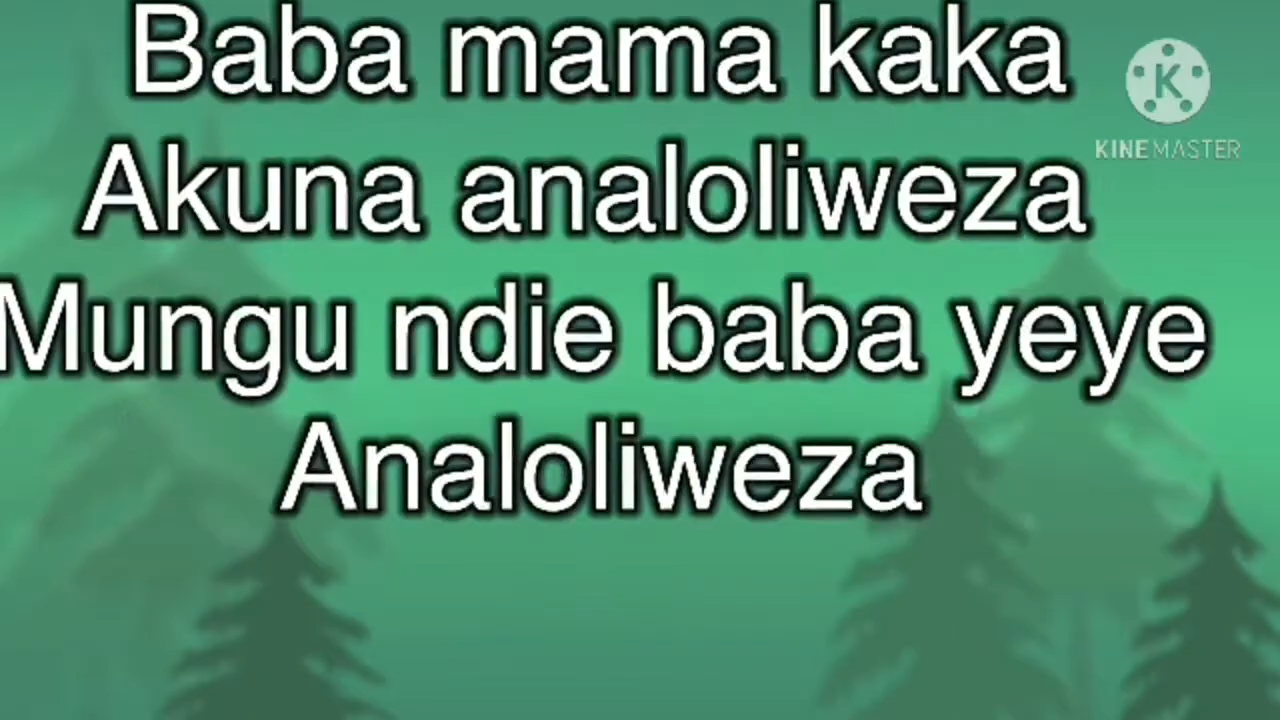 Baba mama kaka
Akuna analoliweza
Mungu ndie baba yeye
Analoliweza
K
KINEMASTER